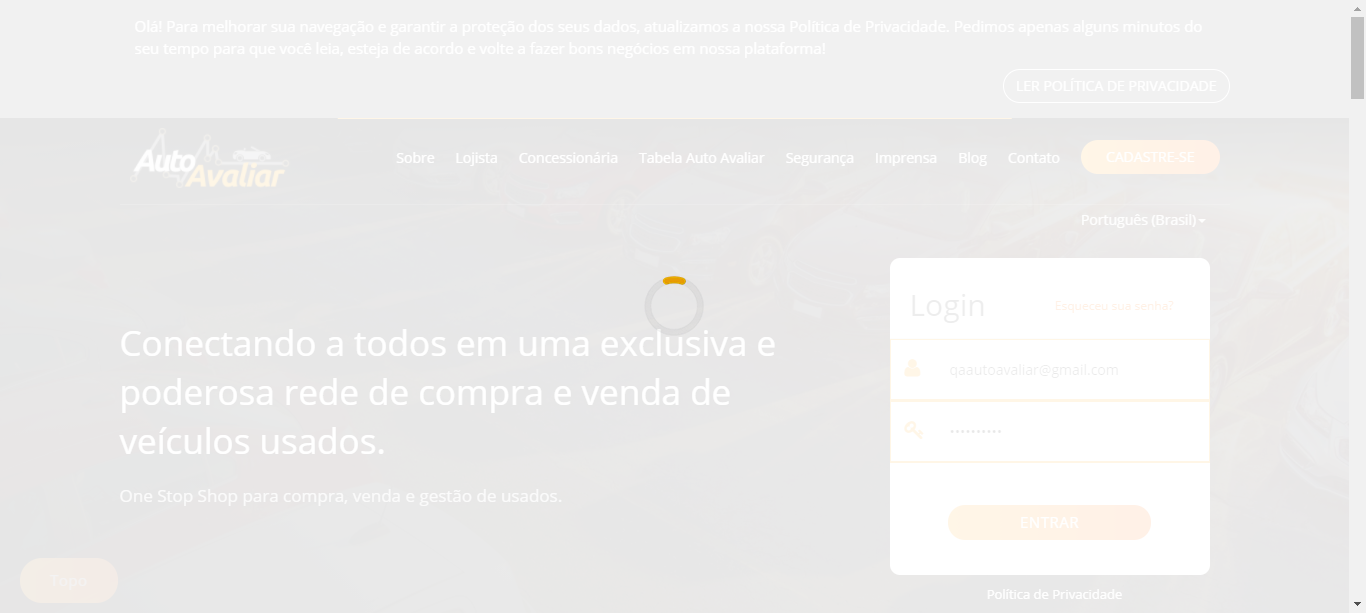 Olá! Para melhorar sua navegação e garantir a proteção dos seus dados, atualizamos a nossa Política de Privacidade. Pedimos apenas alguns minutos do
seu tempo para que você leia, esteja de acordo e volte a fazer bons negócios em nossa plataforma!
LER POLÍTICA DE PRIVACIDADE
Auto Avaliar
Sobre Lojista Concessionária Tabela Auto Avaliar Segurança Imprensa Blog Contato CADASTRE-SE
Português (Brasil)
Login Esqueceu sua senha?
Conectando a todos em uma exclusiva e
poderosa rede de compra e venda de
veículos usados.
One Stop Shop para compra, venda e gestão de usados.
qaautoavaliar@gmail.com
••••••••••
ENTRAR
Topo
Política de Privacidade